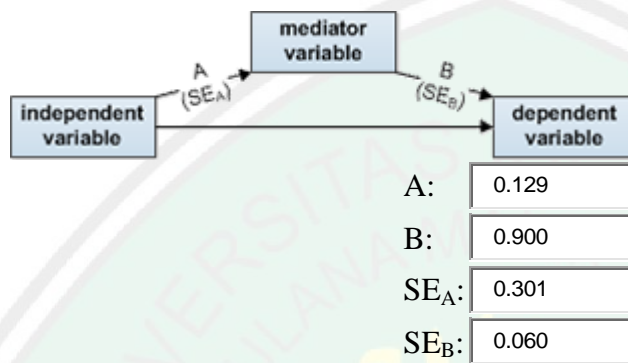 mediator
variable
A
(SEA)
B
(SEB)
independent
variable
dependent
variable
A: 0.129
B: 0.900
SEA: 0.301
SEB: 0.060